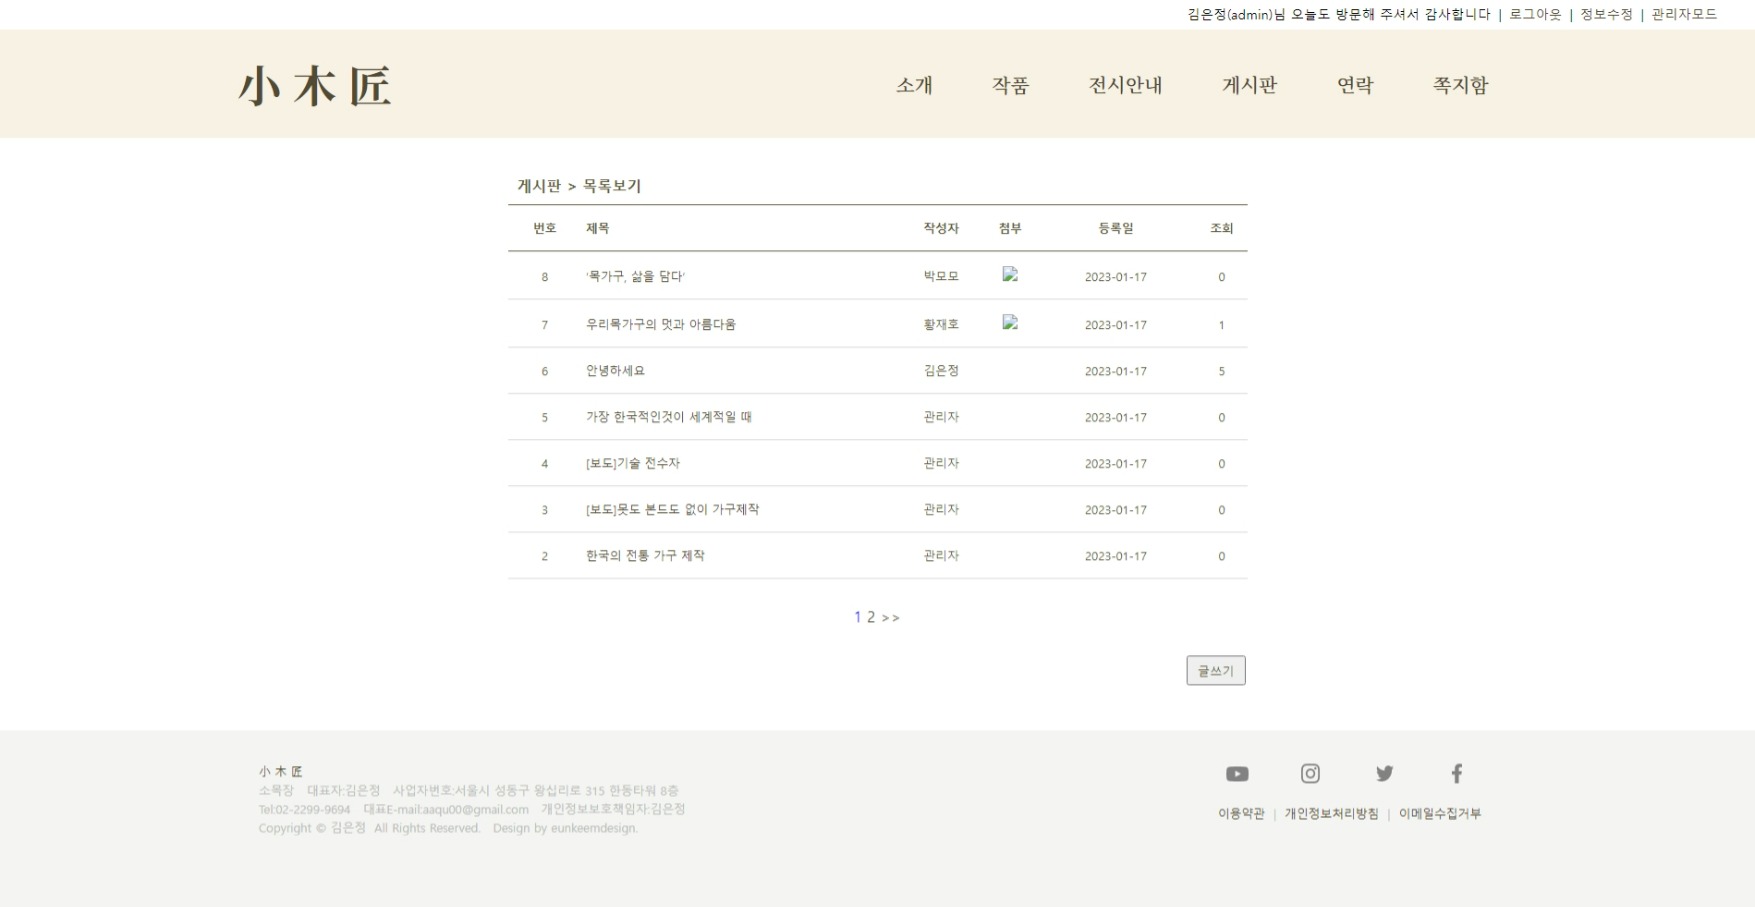 김은정(admin)님 오늘도 방문해 주셔서 감사합니다 | 로그아웃 | 정보수정 | 관리자모드
小木匠 소개 작품 전시안내 게시판 연락 쪽지함
게시판 > 목록보기
번호 제목 작성자 첨부 등록일 조회
8 '목가구, 삶을 담다' 박모모 2023-01-17 0
7 우리목가구의 멋과 아름다움 황재호 2023-01-17 1
6 안녕하세요 김은정 2023-01-17 5
5 가장 한국적인것이 세계적일 때 관리자 2023-01-17 0
4 [보도]기술 전수자 관리자 2023-01-17 0
3 [보도]못도 본드도 없이 가구제작 관리자 2023-01-17 0
2 한국의 전통 가구 제작 관리자 2023-01-17 0
1 2 >>
글쓰기
小木匠
소목장 대표자:김은정 사업자번호:서울시 성동구 왕십리로 315 한동타워 8층
Tel:02-2299-9694 대표E-mail:aaqu00@gmail.com 개인정보보호책임자:김은정
Copyright © 김은정 All Rights Reserved. Design by eunkeemdesign.
이용약관 | 개인정보처리방침 | 이메일수집거부